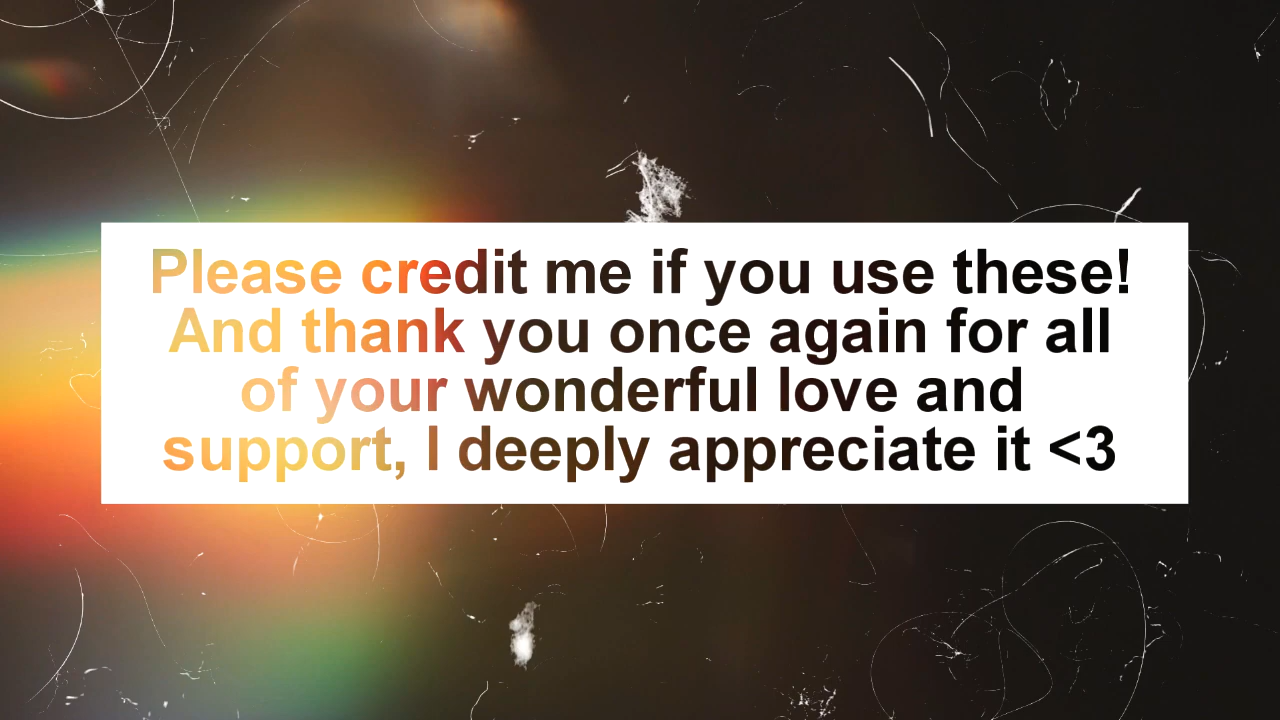 Please credit me if you use these!
And thank you once again for all
of your wonderful love and
support, I deeply appreciate it <3